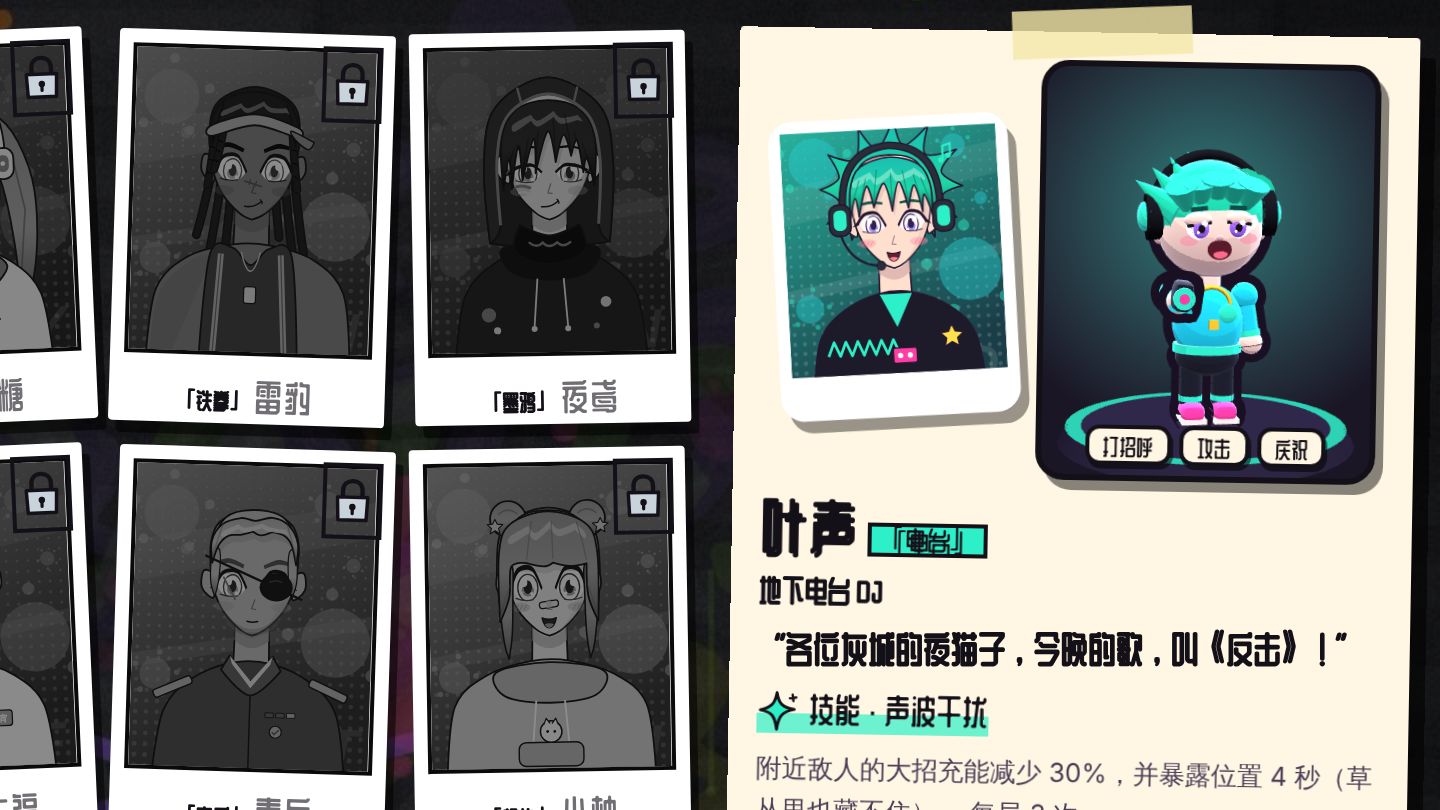 糖
「铁拳」 雷豹
「墨鸦」 夜鸢
打招呼
攻击
庆祝
叶声 「电台」
地下电台 DJ
“各位灰城的夜猫子，今晚的歌，叫《反击》！”
技能 · 声波干扰
附近敌人的大招充能减少 30%，并暴露位置 4 秒（草